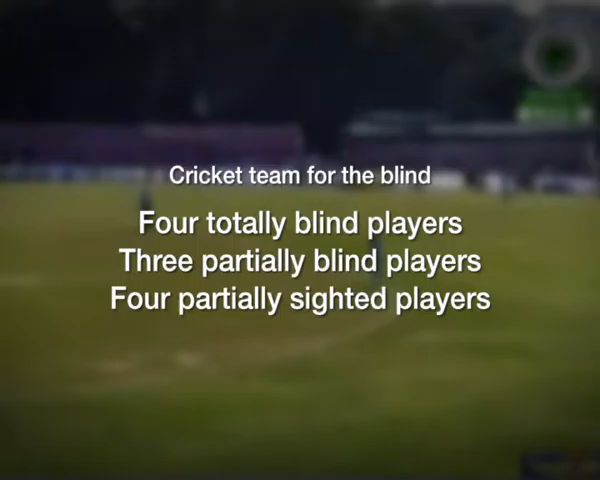 Cricket team for the blind
Four totally blind players
Three partially blind players
Four partially sighted players